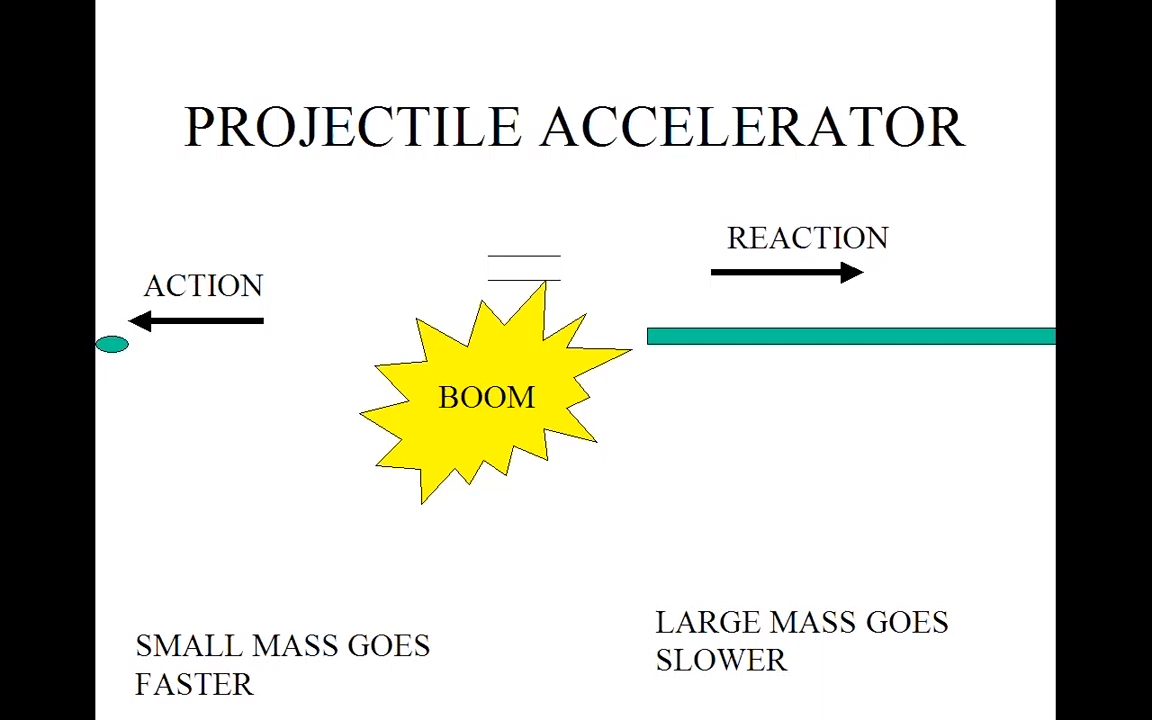 PROJECTILE ACCELERATOR
REACTION
ACTION
BOOM
SMALL MASS GOES
FASTER
LARGE MASS GOES
SLOWER